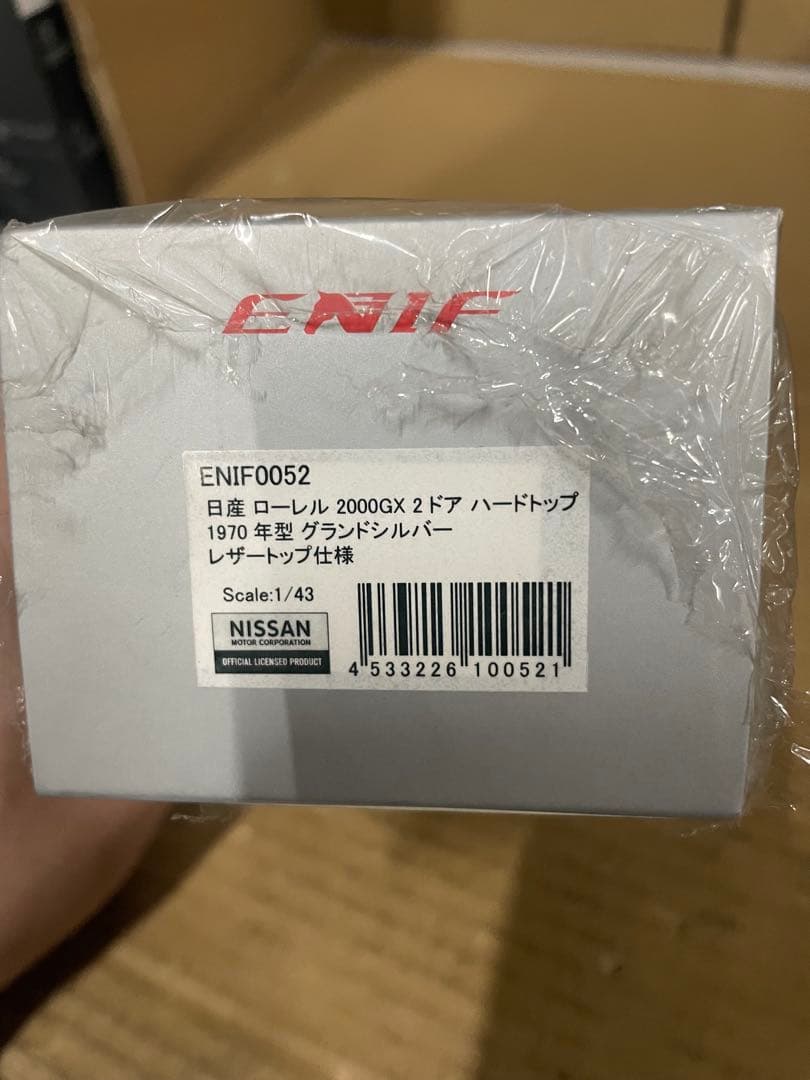 ENIF
ENIF0052
日産 ローレル 2000GX 2ドア ハードトップ
1970 年型 グランドシルバー
レザートップ仕様
Scale:1/43
NISSAN
MOTOR CORPORATION
OFFICIAL LICENSED PRODUCT
4 533226 100521